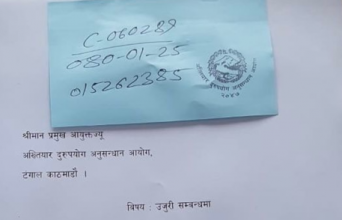 C-060289
080-01-25
015262385
श्रीमान प्रमुख आयुक्तज्यू
अख्तियार दुरूपयोग अनुसन्धान आयोग,
टंगाल काठमाडौं ।
विषय : उजुरी सम्बन्धमा